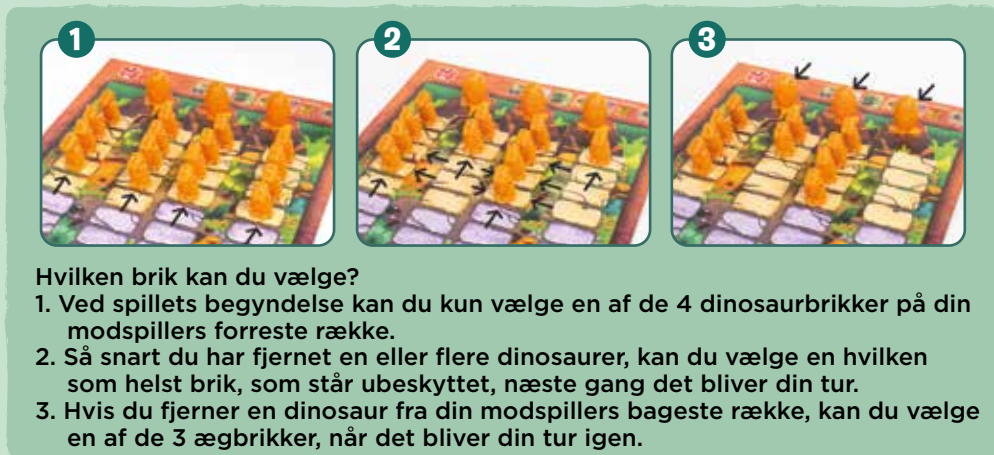 1
2
3
Hvilken brik kan du vælge?
1. Ved spillets begyndelse kan du kun vælge en af de 4 dinosaurbrikker på din
modspillers forreste række.
2. Så snart du har fjernet en eller flere dinosaurer, kan du vælge en hvilken
som helst brik, som står ubeskyttet, næste gang det bliver din tur.
3. Hvis du fjerner en dinosaur fra din modspillers bageste række, kan du vælge
en af de 3 ægbrikker, når det bliver din tur igen.